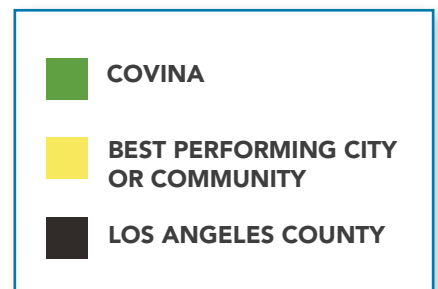 COVINA
BEST PERFORMING CITY
OR COMMUNITY
LOS ANGELES COUNTY